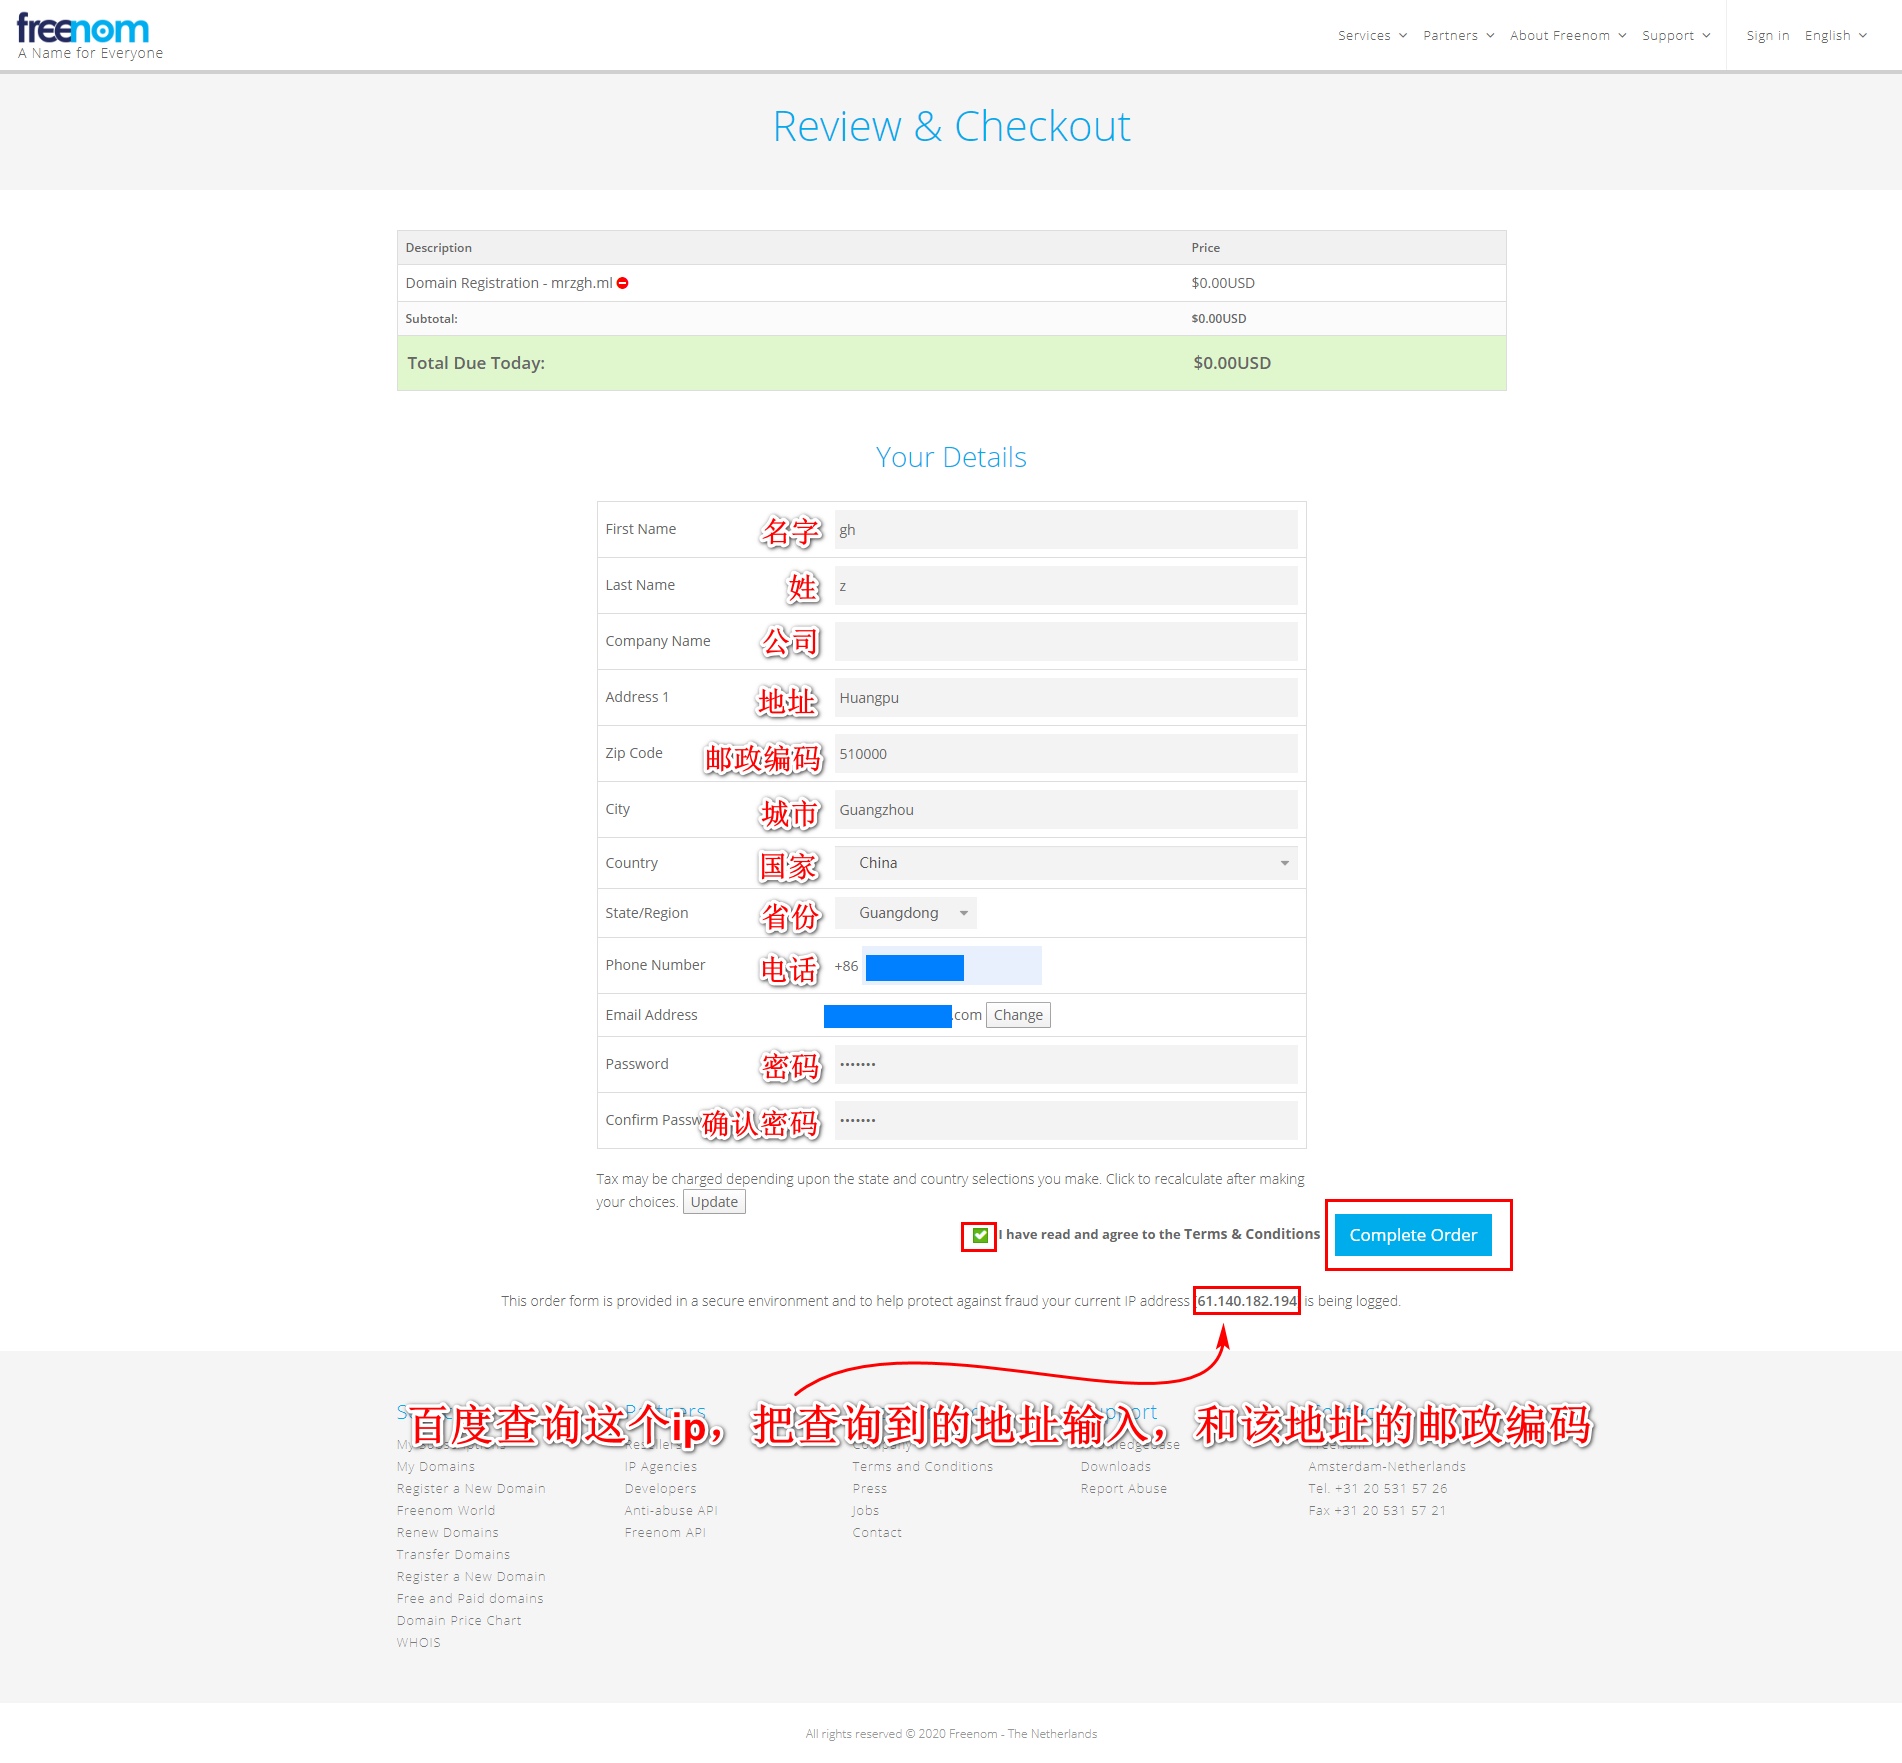 freenom
A Name for Everyone
Services Partners About Freenom Support Sign in English
Review & Checkout
Description Price
Domain Registration - mrzgh.ml $0.00USD
Subtotal: $0.00USD
Total Due Today: $0.00USD
Your Details
First Name 名字 gh
Last Name 姓 z
Company Name 公司
Address 1 地址 Huangpu
Zip Code 邮政编码 510000
City 城市 Guangzhou
Country 国家 China
State/Region 省份 Guangdong
Phone Number 电话 +86
Email Address .com Change
Password 密码 •••••••
Confirm Passw 确认密码 •••••••
Tax may be charged depending upon the state and country selections you make. Click to recalculate after making
your choices. Update
I have read and agree to the Terms & Conditions Complete Order
This order form is provided in a secure environment and to help protect against fraud your current IP address 61.140.182.194 is being logged.
百度查询这个ip，把查询到的地址输入，和该地址的邮政编码
Partners
Resellers Company
My Domains IP Agencies Terms and Conditions Downloads Amsterdam-Netherlands
Register a New Domain Developers Press Report Abuse Tel. +31 20 531 57 26
Freenom World Anti-abuse API Jobs Fax +31 20 531 57 21
Renew Domains Freenom API Contact
Transfer Domains
Register a New Domain
Free and Paid domains
Domain Price Chart
WHOIS
All rights reserved © 2020 Freenom - The Netherlands